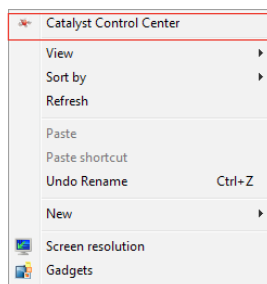 Catalyst Control Center
View
Sort by
Refresh
Paste
Paste shortcut
Undo Rename Ctrl+Z
New
Screen resolution
Gadgets